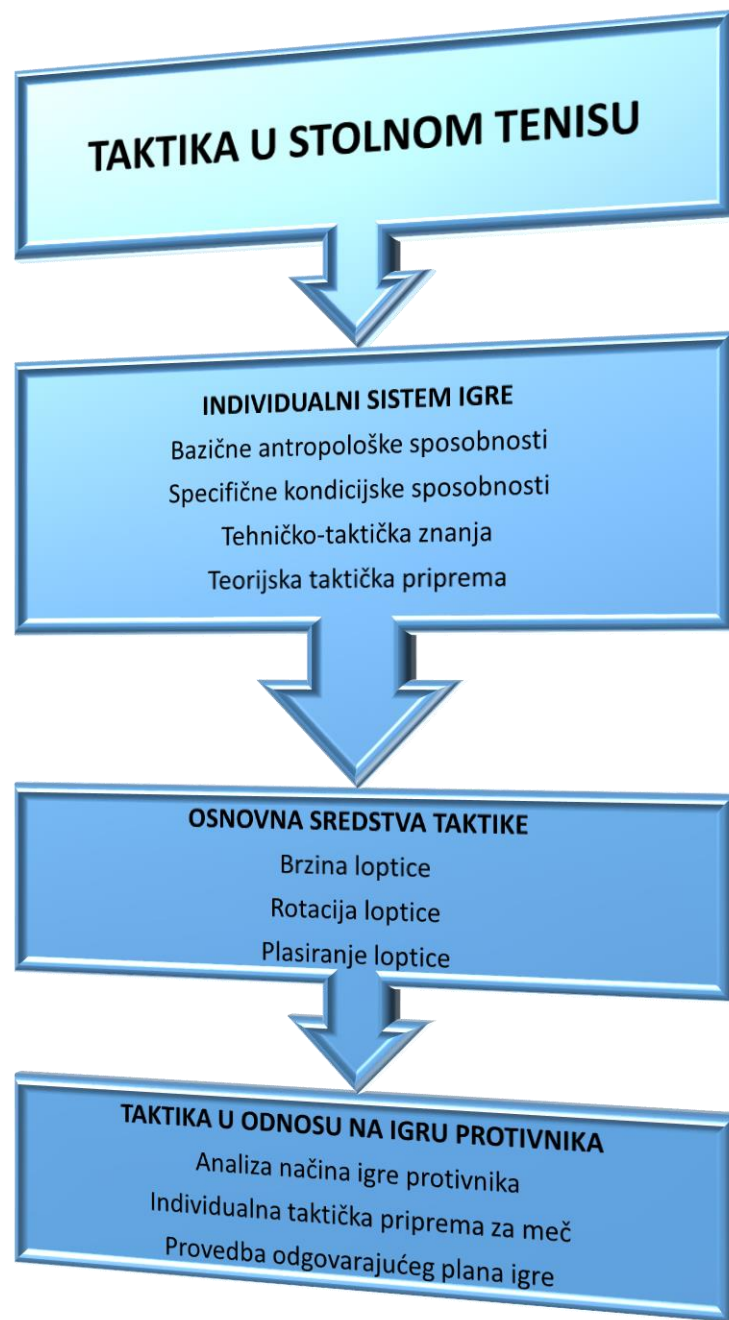 TAKTIKA U STOLNOM TENISU
INDIVIDUALNI SISTEM IGRE
Bazične antropološke sposobnosti
Specifične kondicijske sposobnosti
Tehničko-taktička znanja
Teorijska taktička priprema
OSNOVNA SREDSTVA TAKTIKE
Brzina loptice
Rotacija loptice
Plasiranje loptice
TAKTIKA U ODNOSU NA IGRU PROTIVNIKA
Analiza načina igre protivnika
Individualna taktička priprema za meč
Provedba odgovarajućeg plana igre